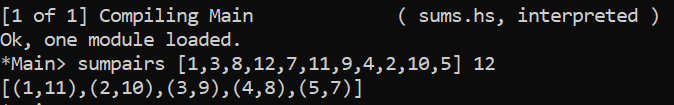 [1 of 1] Compiling Main             ( sums.hs, interpreted )
Ok, one module loaded.
*Main> sumpairs [1,3,8,12,7,11,9,4,2,10,5] 12
[(1,11),(2,10),(3,9),(4,8),(5,7)]